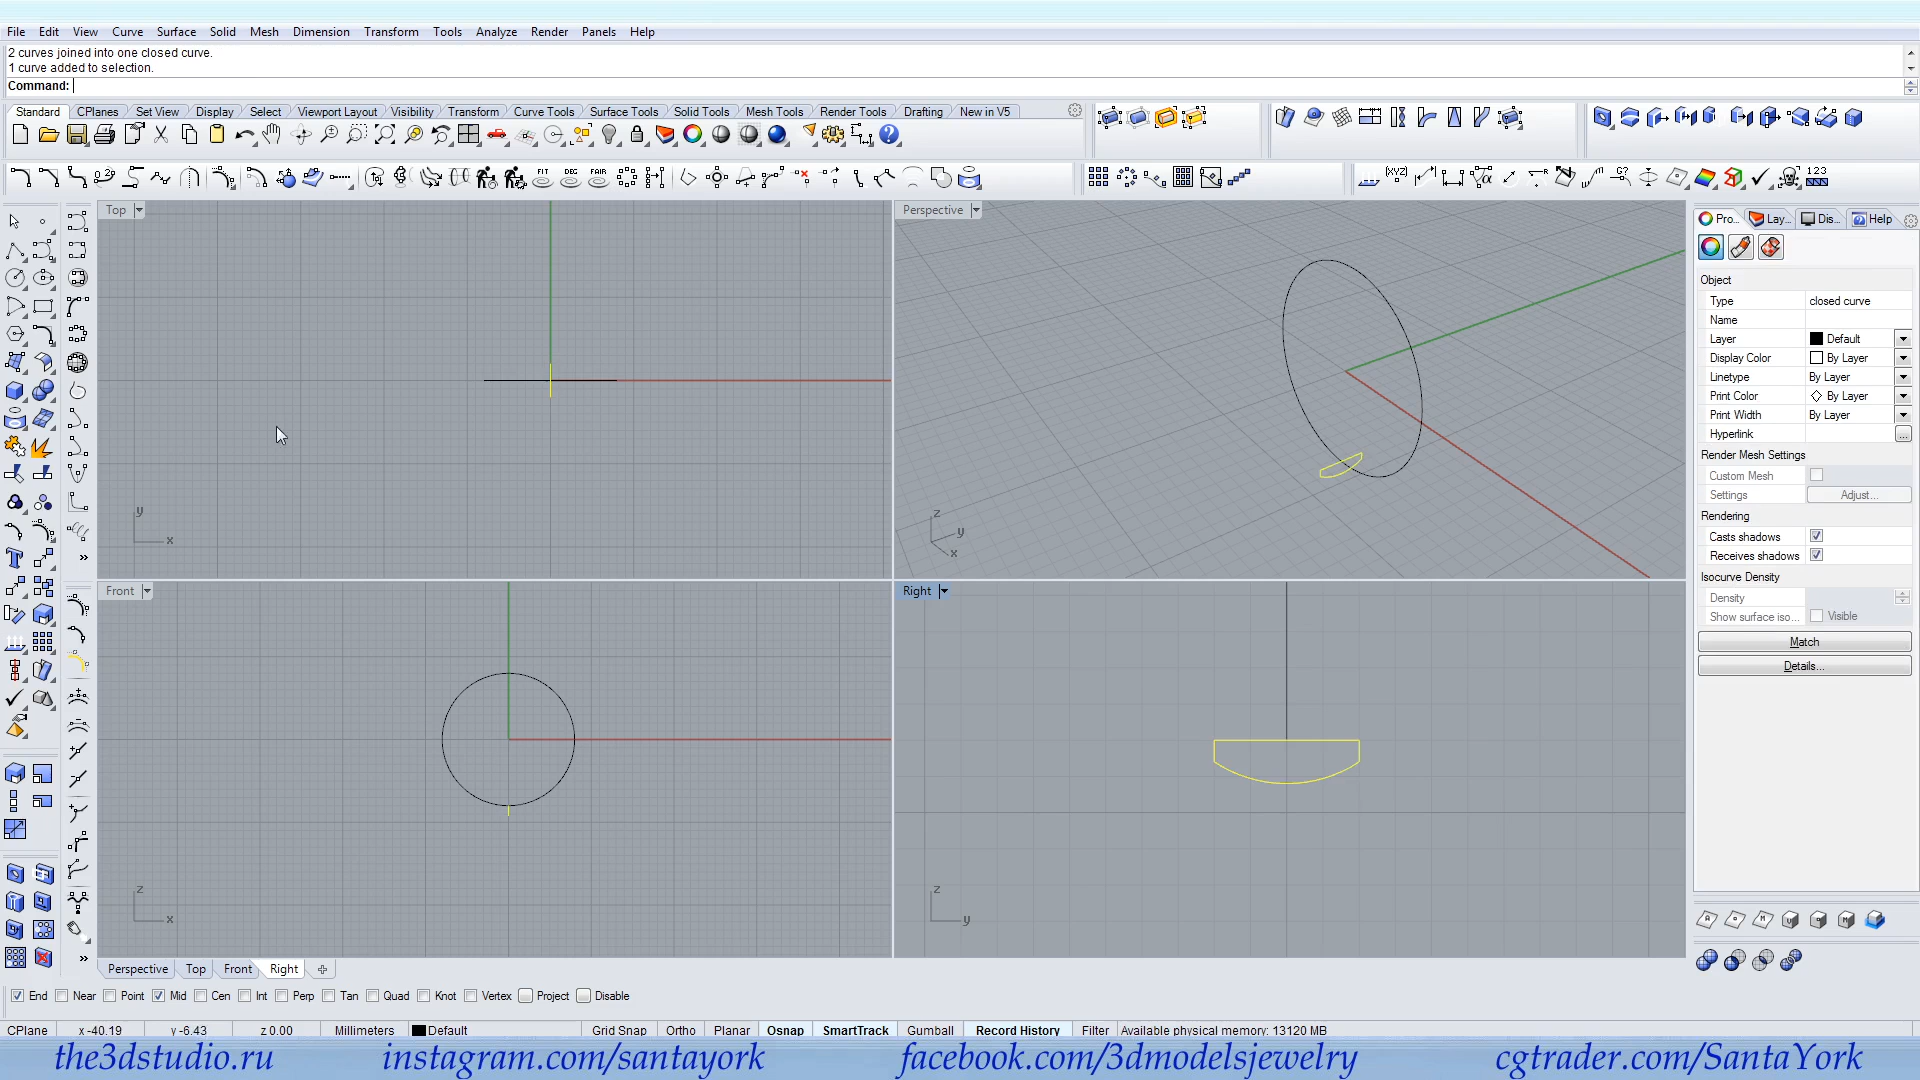 File Edit View Curve Surface Solid Mesh Dimension Transform Tools Analyze Render Panels Help
2 curves joined into one closed curve.
1 curve added to selection.
Command:
Standard CPlanes Set View Display Select Viewport Layout Visibility Transform Curve Tools Surface Tools Solid Tools Mesh Tools Render Tools Drafting New in V5
FIT DEG FAIR (XYZ) G? 123
Top Perspective Pro... Lay... Dis... Help
Object
Type closed curve
Name
Layer Default
Display Color By Layer
Linetype By Layer
Print Color By Layer
Print Width By Layer
Hyperlink ...
Render Mesh Settings
Custom Mesh
Settings Adjust...
Rendering
Casts shadows
Receives shadows
Isocurve Density
Density
Show surface iso... Visible
Match
Details...
y x
z y x
Front Right
z x
z y
Perspective Top Front Right
End Near Point Mid Cen Int Perp Tan Quad Knot Vertex Project Disable
CPlane x -40.19 y -6.43 z 0.00 Millimeters Default Grid Snap Ortho Planar Osnap SmartTrack Gumball Record History Filter Available physical memory: 13120 MB
the3dstudio.ru instagram.com/santayork facebook.com/3dmodelsjewelry cgtrader.com/SantaYork